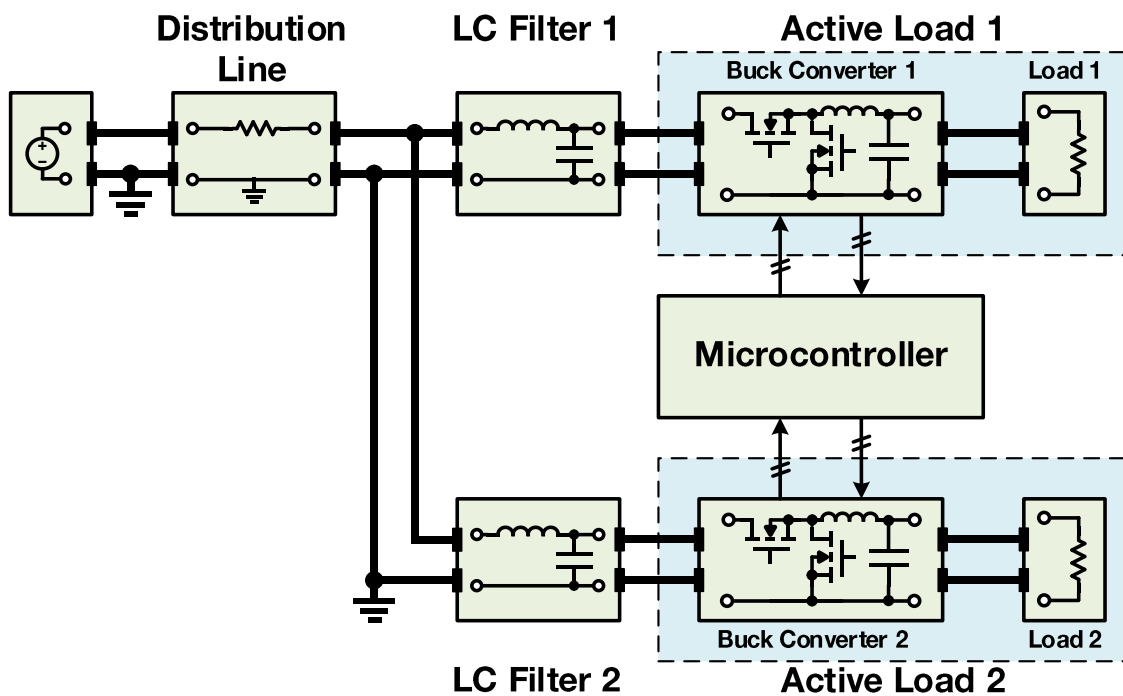 Distribution
Line
LC Filter 1
Active Load 1
Buck Converter 1
Load 1
Microcontroller
Buck Converter 2
Load 2
LC Filter 2
Active Load 2